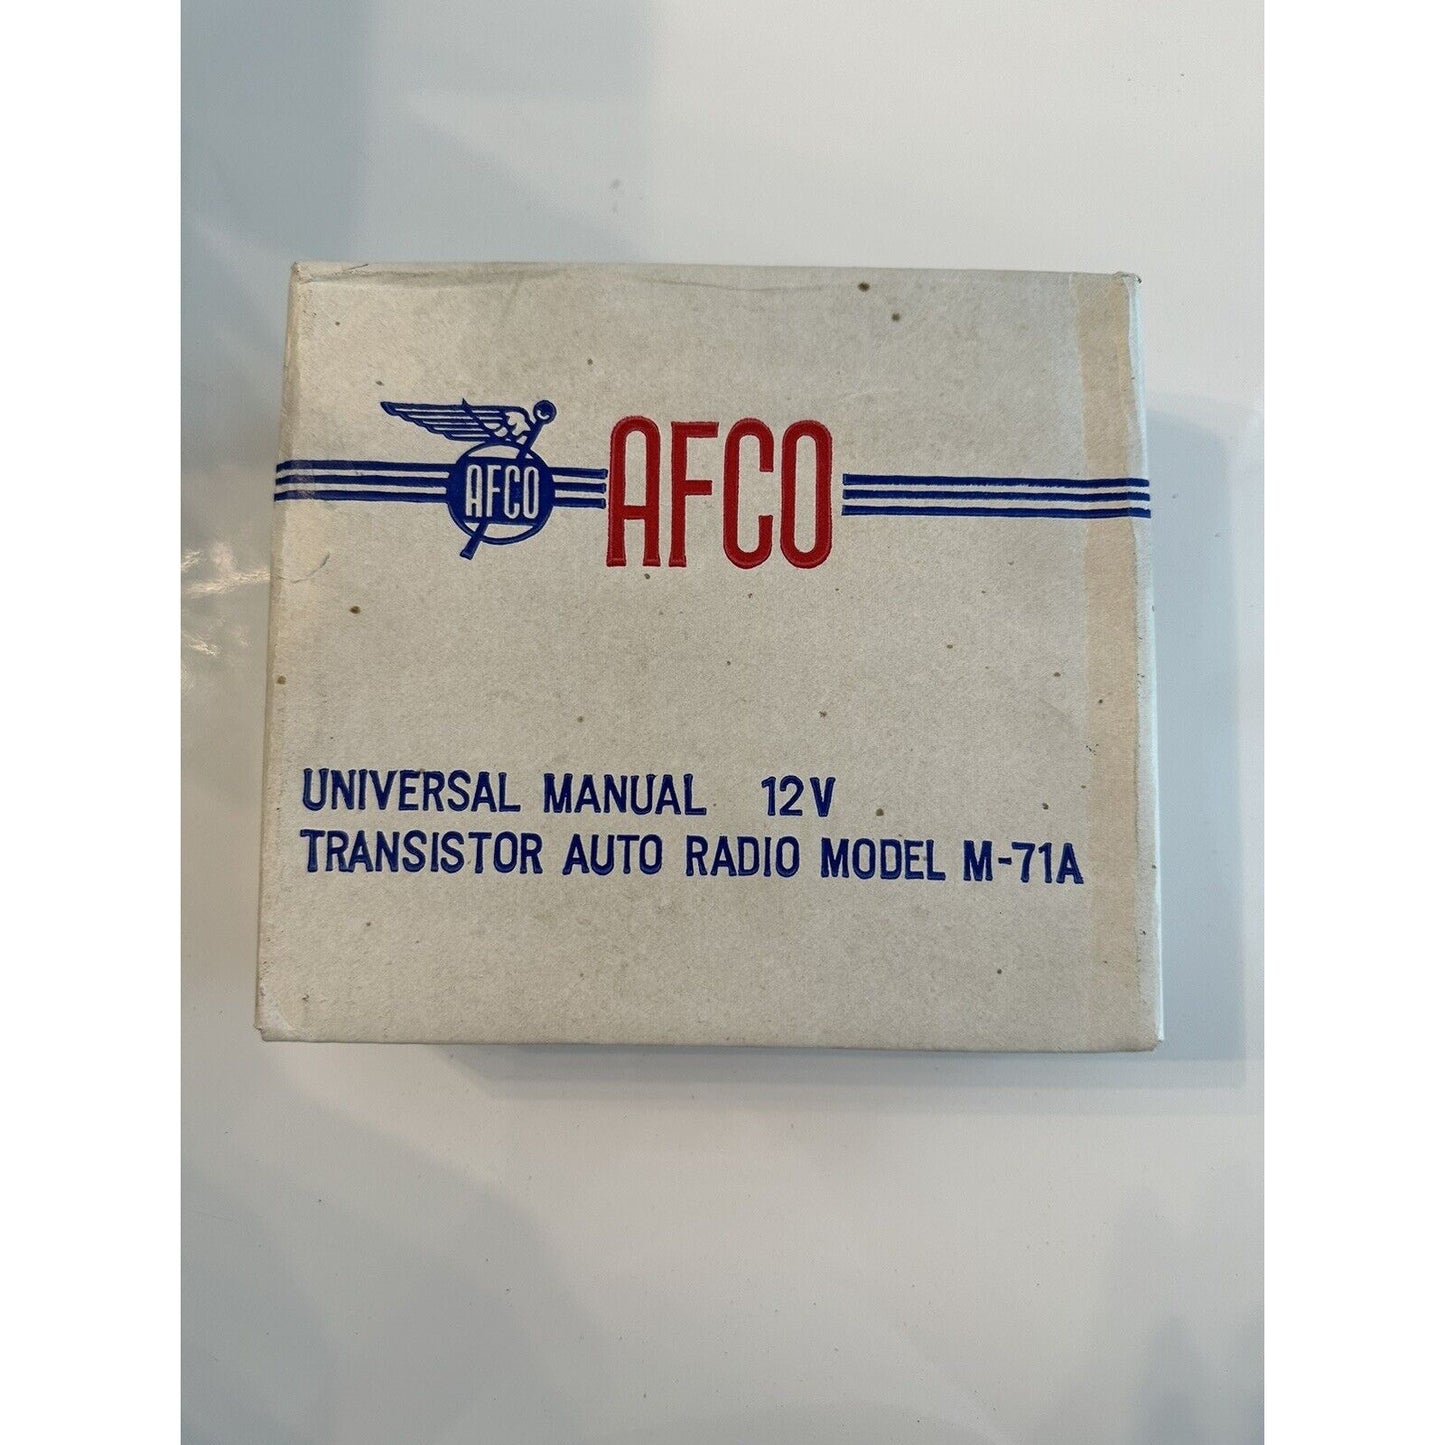 AFCO
AFCO
UNIVERSAL MANUAL 12V
TRANSISTOR AUTO RADIO MODEL M-71A